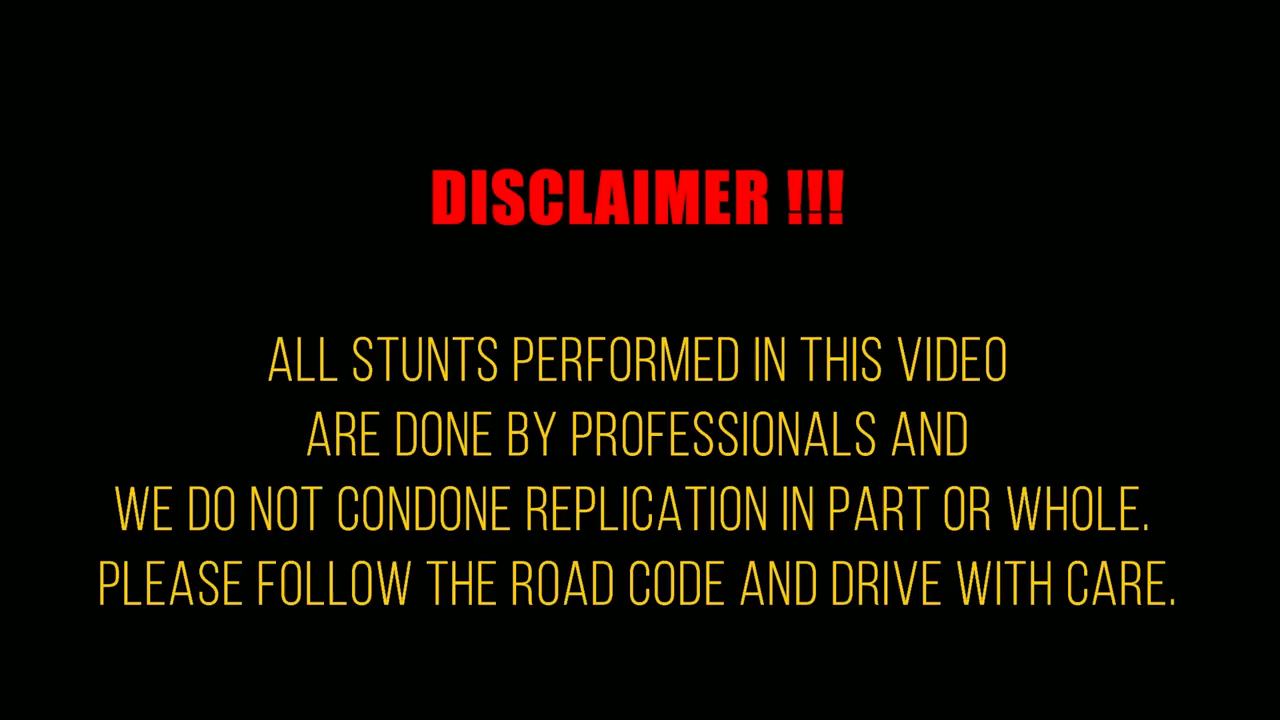 DISCLAIMER !!!
ALL STUNTS PERFORMED IN THIS VIDEO
ARE DONE BY PROFESSIONALS AND
WE DO NOT CONDONE REPLICATION IN PART OR WHOLE.
PLEASE FOLLOW THE ROAD CODE AND DRIVE WITH CARE.